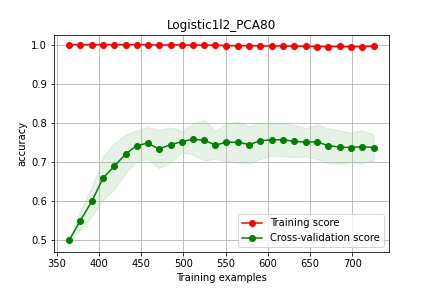 Logistic1l2_PCA80
accuracy
1.0
0.9
0.8
0.7
0.6
0.5
Training score
Cross-validation score
350 400 450 500 550 600 650 700
Training examples